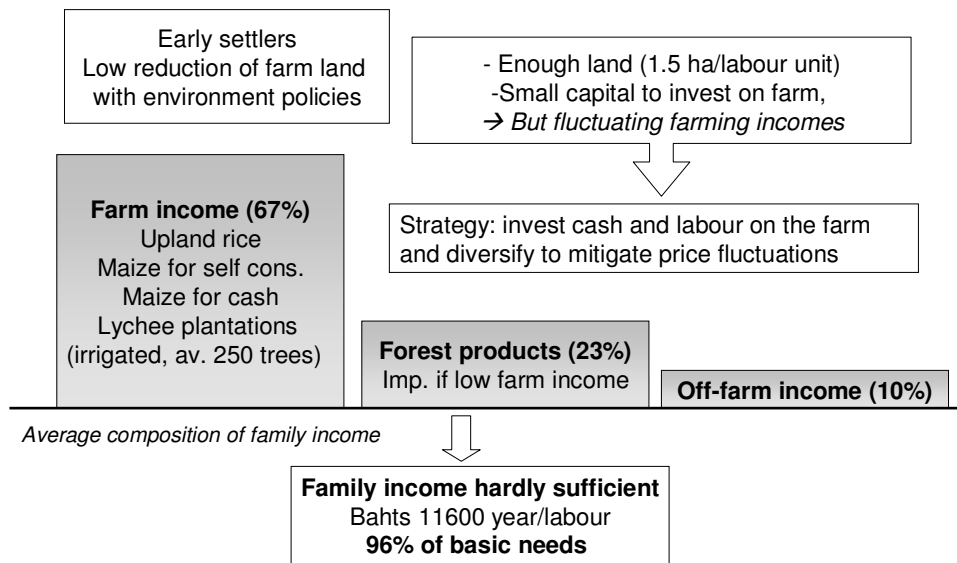 Early settlers
Low reduction of farm land
with environment policies
- Enough land (1.5 ha/labour unit)
-Small capital to invest on farm,
→ But fluctuating farming incomes
Strategy: invest cash and labour on the farm
and diversify to mitigate price fluctuations
Farm income (67%)
Upland rice
Maize for self cons.
Maize for cash
Lychee plantations
(irrigated, av. 250 trees)
Forest products (23%)
Imp. if low farm income
Off-farm income (10%)
Average composition of family income
Family income hardly sufficient
Bahts 11600 year/labour
96% of basic needs